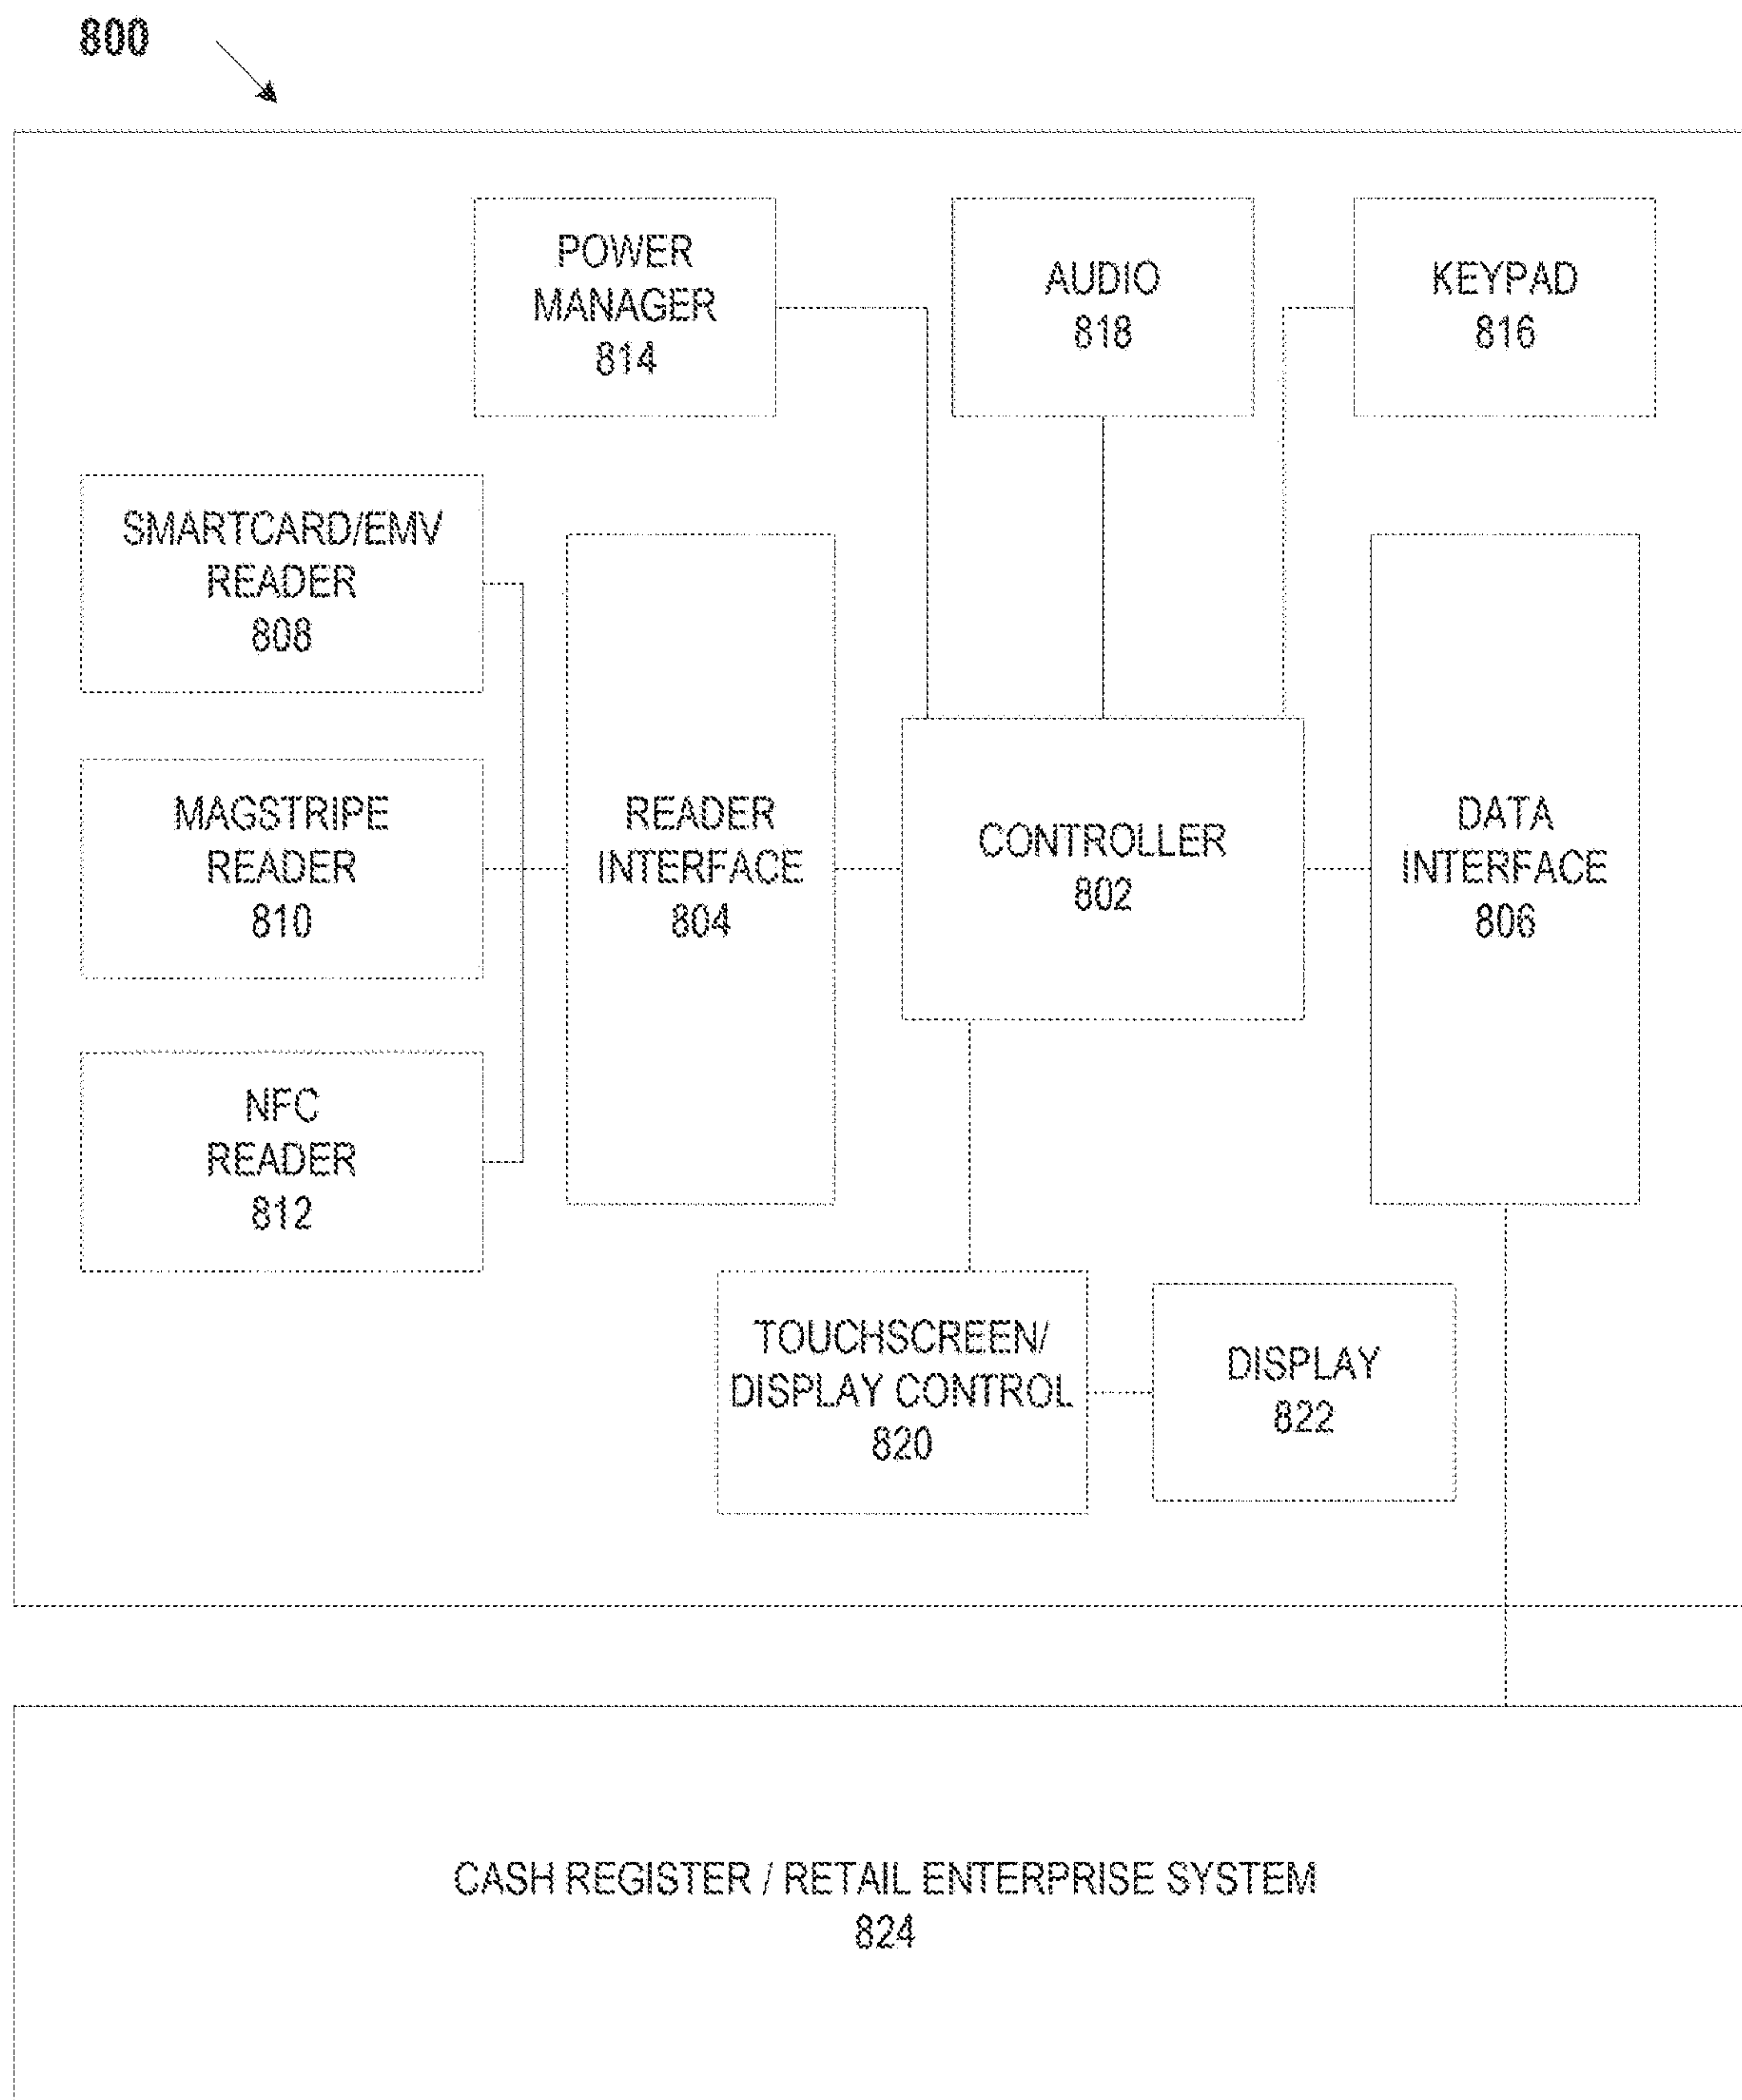 800
POWER
MANAGER
814
AUDIO
818
KEYPAD
816
SMARTCARD/EMV
READER
808
MAGSTRIPE
READER
810
NFC
READER
812
READER
INTERFACE
804
CONTROLLER
802
DATA
INTERFACE
806
TOUCHSCREEN/
DISPLAY CONTROL
820
DISPLAY
822
CASH REGISTER / RETAIL ENTERPRISE SYSTEM
824